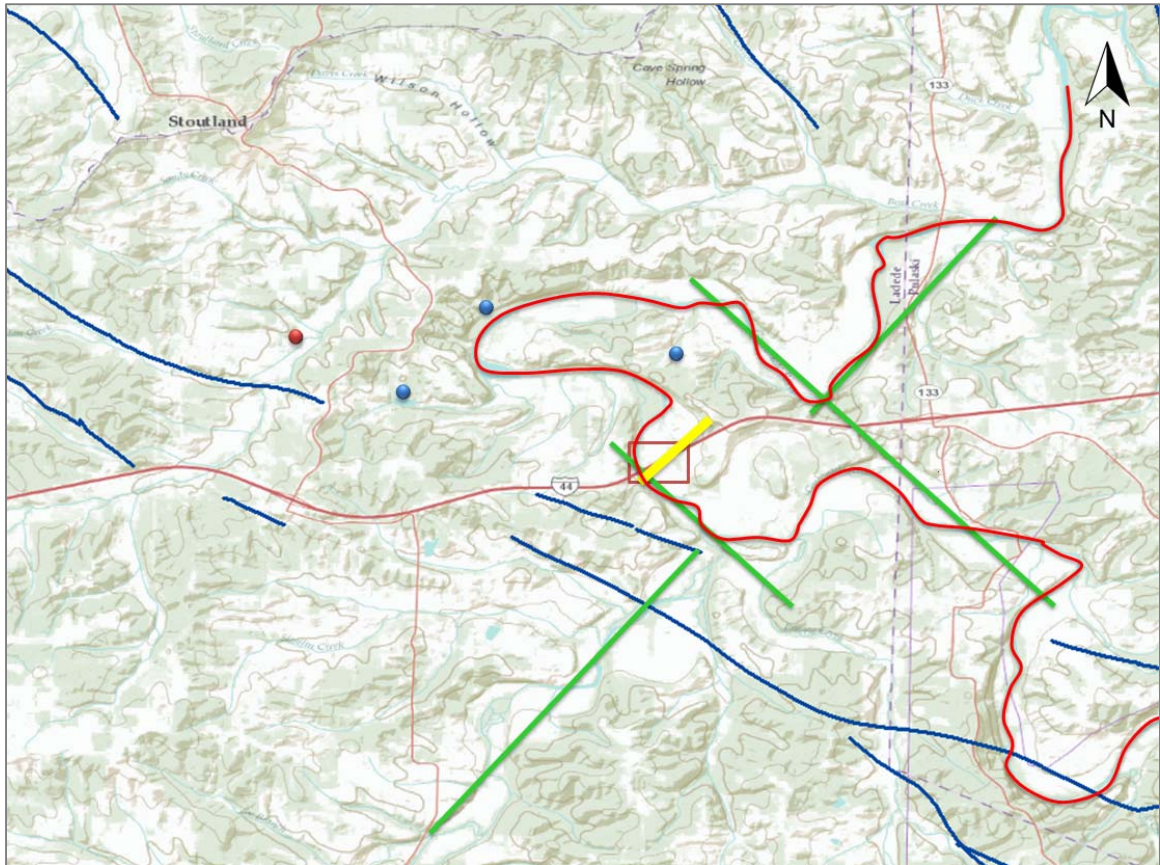 Cave Spring
Hollow
Wilson Hollow
133
N
Stoutland
Laclede
Pulaski
133
44